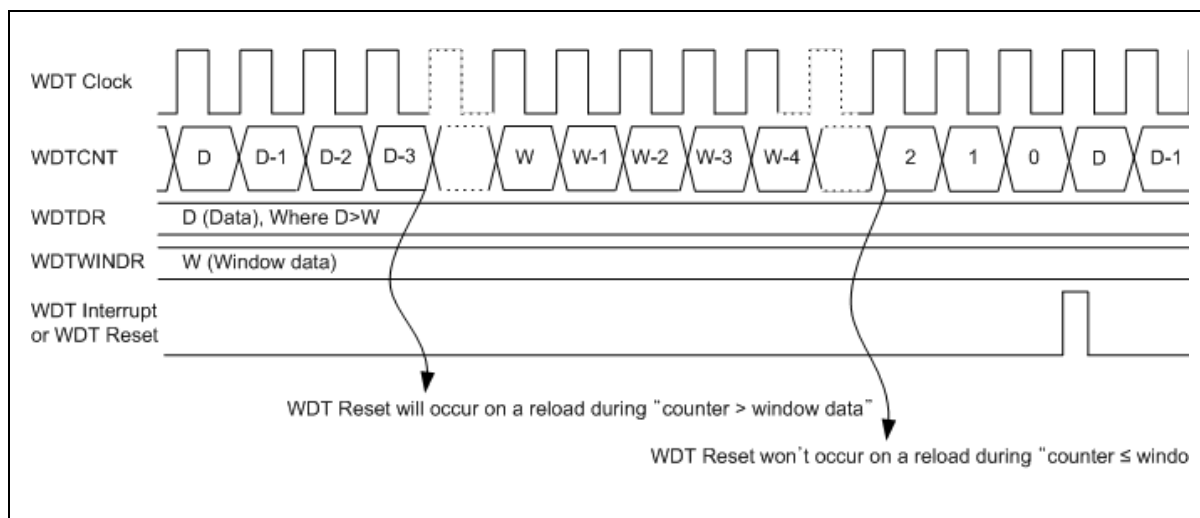 WDT Clock
WDTCNT D D-1 D-2 D-3 W W-1 W-2 W-3 W-4 2 1 0 D D-1
WDTDR D (Data), Where D>W
WDTWINDR W (Window data)
WDT Interrupt
or WDT Reset
WDT Reset will occur on a reload during “counter > window data”
WDT Reset won't occur on a reload during “counter ≤ windo